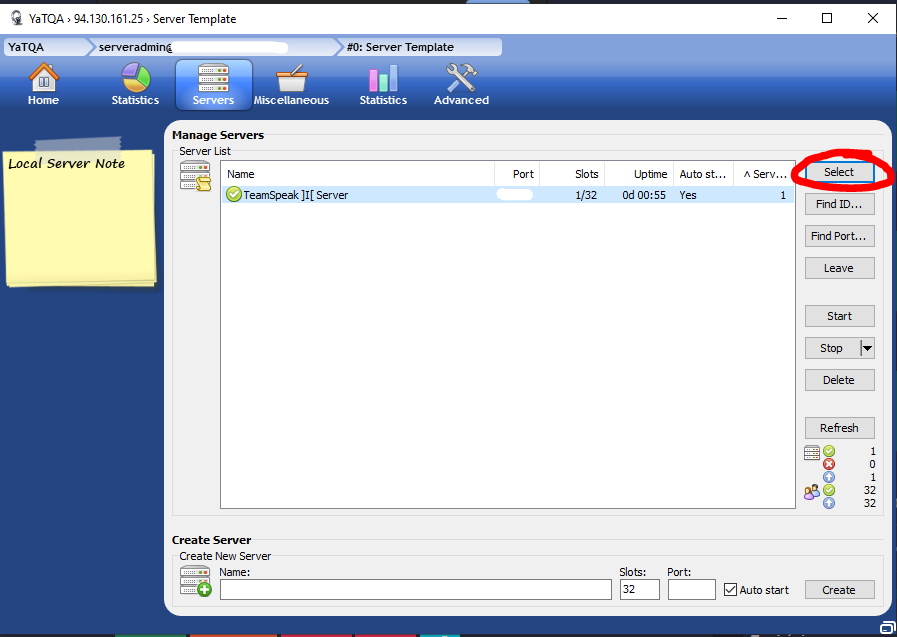 YaTQA › 94.130.161.25 › Server Template
YaTQA serveradmin@ #0: Server Template
Home Statistics Servers Miscellaneous Statistics Advanced
Local Server Note
Manage Servers
Server List
Name Port Slots Uptime Auto st... ^ Serv...
TeamSpeak ]I[ Server 1/32 0d 00:55 Yes 1
Select
Find ID...
Find Port...
Leave
Start
Stop
Delete
Refresh
1
0
1
32
32
Create Server
Create New Server
Name: Slots: Port:
32 Auto start Create